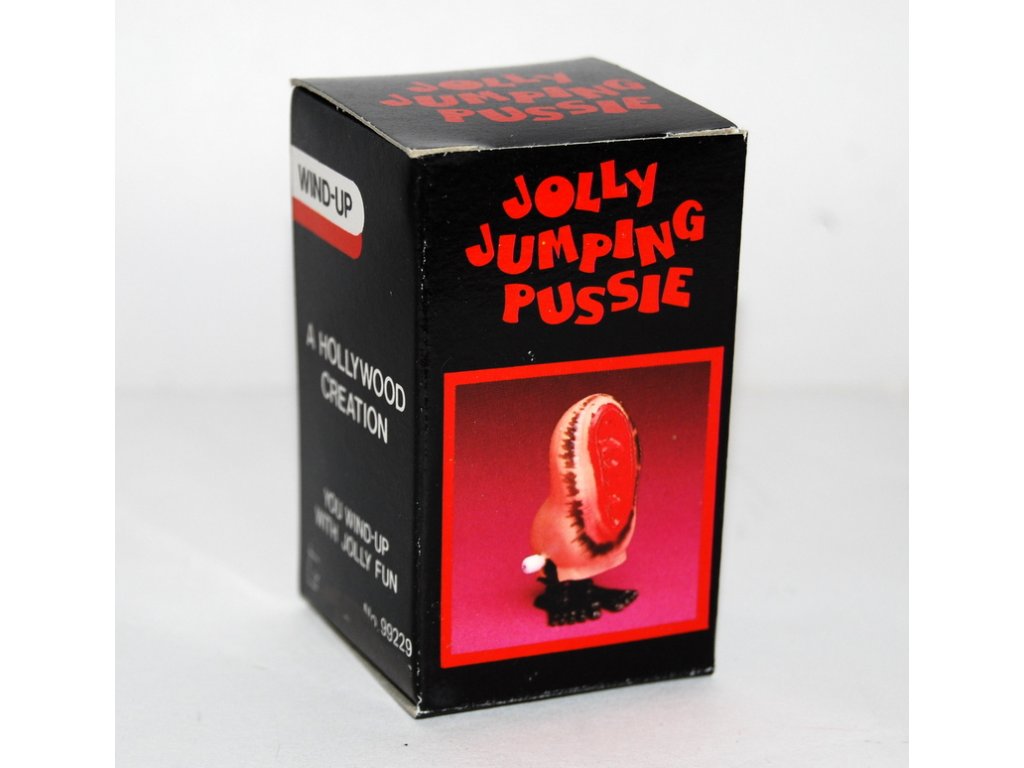 JOLLY
JUMPING
PUSSIE
JOLLY
JUMPING
PUSSIE
WIND-UP
A HOLLYWOOD
CREATION
YOU WIND-UP
WITH JOLLY FUN
No. 99229